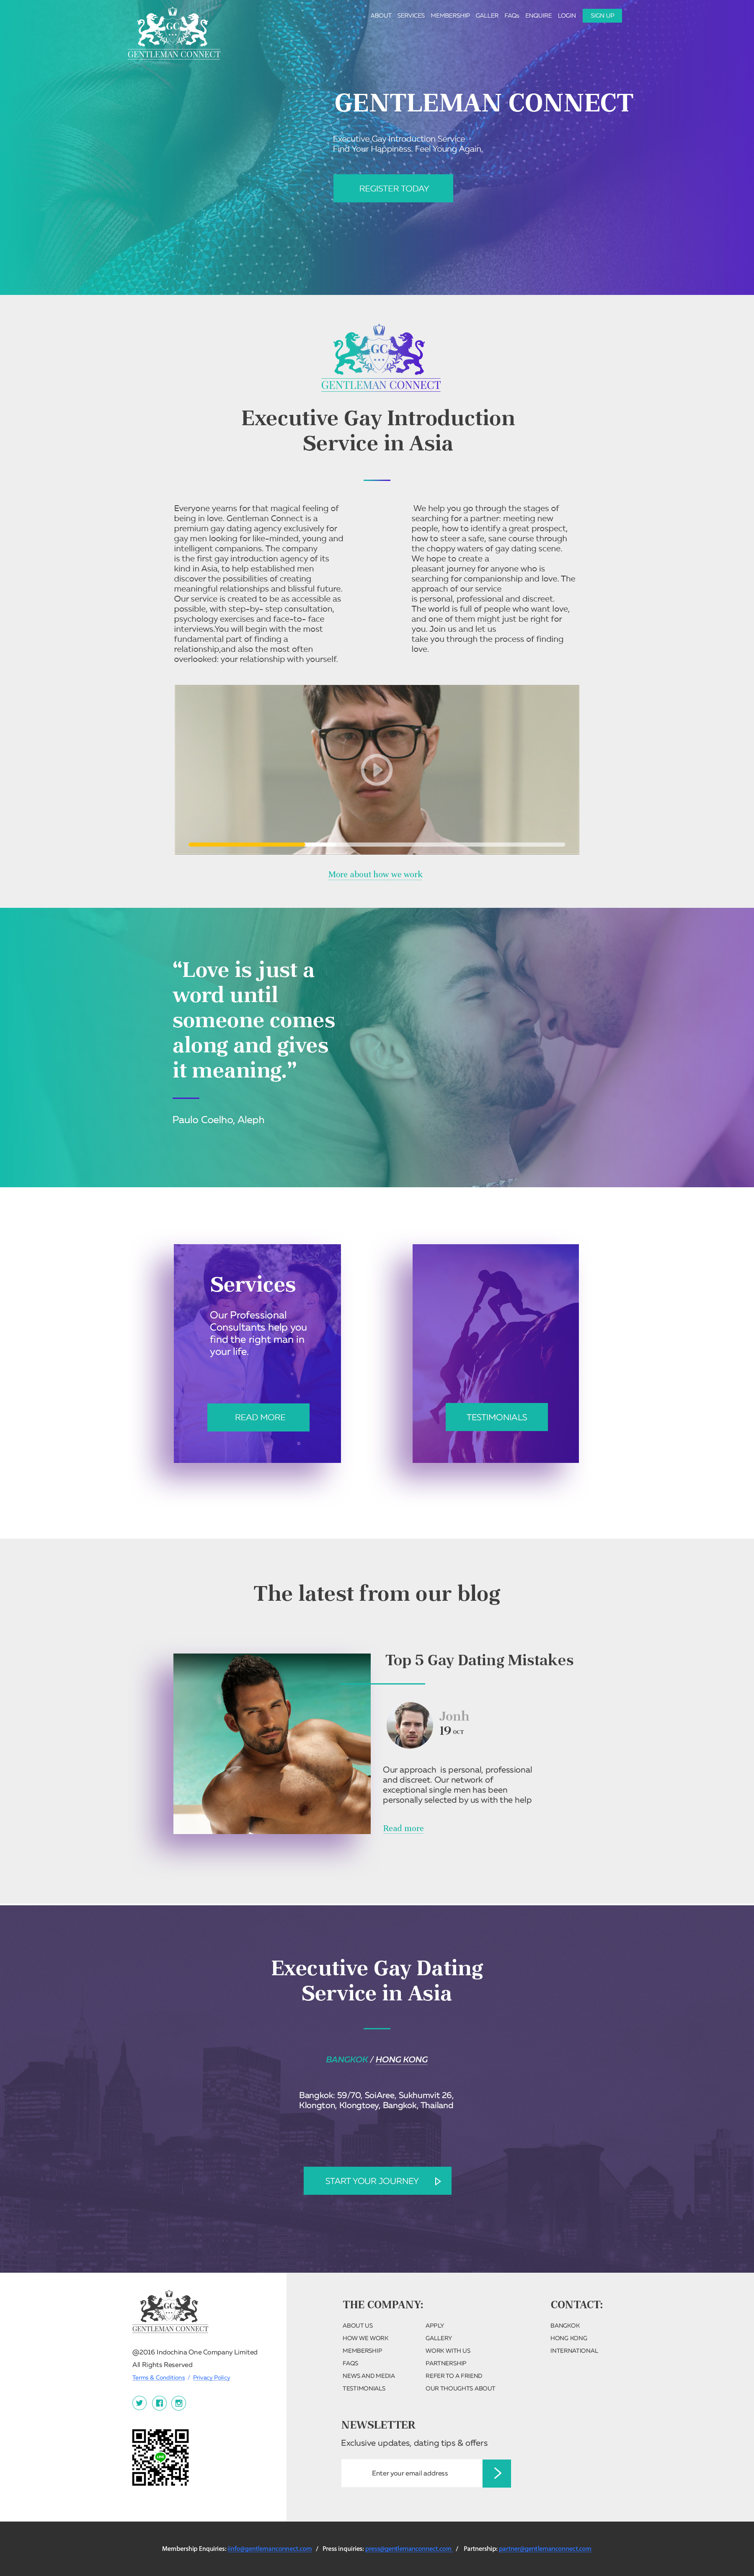 GC
GENTLEMAN CONNECT
ABOUT SERVICES MEMBERSHIP GALLER FAQs ENQUIRE LOGIN SIGN UP
GENTLEMAN CONNECT
Executive Gay Introduction Service
Find Your Happiness. Feel Young Again,
REGISTER TODAY
GC
GENTLEMAN CONNECT
Executive Gay Introduction
Service in Asia
Everyone yearns for that magical feeling of
being in love. Gentleman Connect is a
premium gay dating agency exclusively for
gay men looking for like-minded, young and
intelligent companions. The company
is the first gay introduction agency of its
kind in Asia, to help established men
discover the possibilities of creating
meaningful relationships and blissful future.
Our service is created to be as accessible as
possible, with step-by- step consultation,
psychology exercises and face-to- face
interviews.You will begin with the most
fundamental part of finding a
relationship,and also the most often
overlooked: your relationship with yourself.
We help you go through the stages of
searching for a partner: meeting new
people, how to identify a great prospect,
how to steer a safe, sane course through
the choppy waters of gay dating scene.
We hope to create a
pleasant journey for anyone who is
searching for companionship and love. The
approach of our service
is personal, professional and discreet.
The world is full of people who want love,
and one of them might just be right for
you. Join us and let us
take you through the process of finding
love.
More about how we work
“Love is just a
word until
someone comes
along and gives
it meaning.”
Paulo Coelho, Aleph
Services
Our Professional
Consultants help you
find the right man in
your life.
READ MORE
TESTIMONIALS
The latest from our blog
Top 5 Gay Dating Mistakes
Jonh
19 OCT
Our approach is personal, professional
and discreet. Our network of
exceptional single men has been
personally selected by us with the help
Read more
Executive Gay Dating
Service in Asia
BANGKOK / HONG KONG
Bangkok: 59/70, SoiAree, Sukhumvit 26,
Klongton, Klongtoey, Bangkok, Thailand
START YOUR JOURNEY
GC
GENTLEMAN CONNECT
@2016 Indochina One Company Limited
All Rights Reserved
Terms & Conditions / Privacy Policy
LINE
THE COMPANY:
ABOUT US
HOW WE WORK
MEMBERSHIP
FAQS
NEWS AND MEDIA
TESTIMONIALS
APPLY
GALLERY
WORK WITH US
PARTNERSHIP
REFER TO A FRIEND
OUR THOUGHTS ABOUT
CONTACT:
BANGKOK
HONG KONG
INTERNATIONAL
NEWSLETTER
Exclusive updates, dating tips & offers
Enter your email address
Membership Enquiries: Iinfo@gentlemanconnect.com / Press inquiries: press@gentlemanconnect.com / Partnership: partner@gentlemanconnect.com